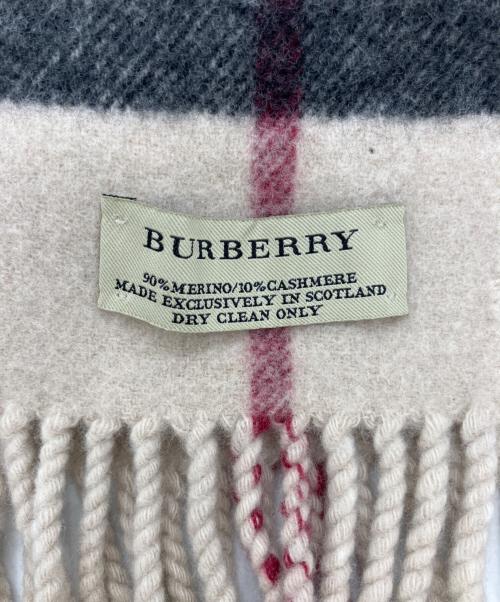 BURBERRY
90% MERINO/10% CASHMERE
MADE EXCLUSIVELY IN SCOTLAND
DRY CLEAN ONLY